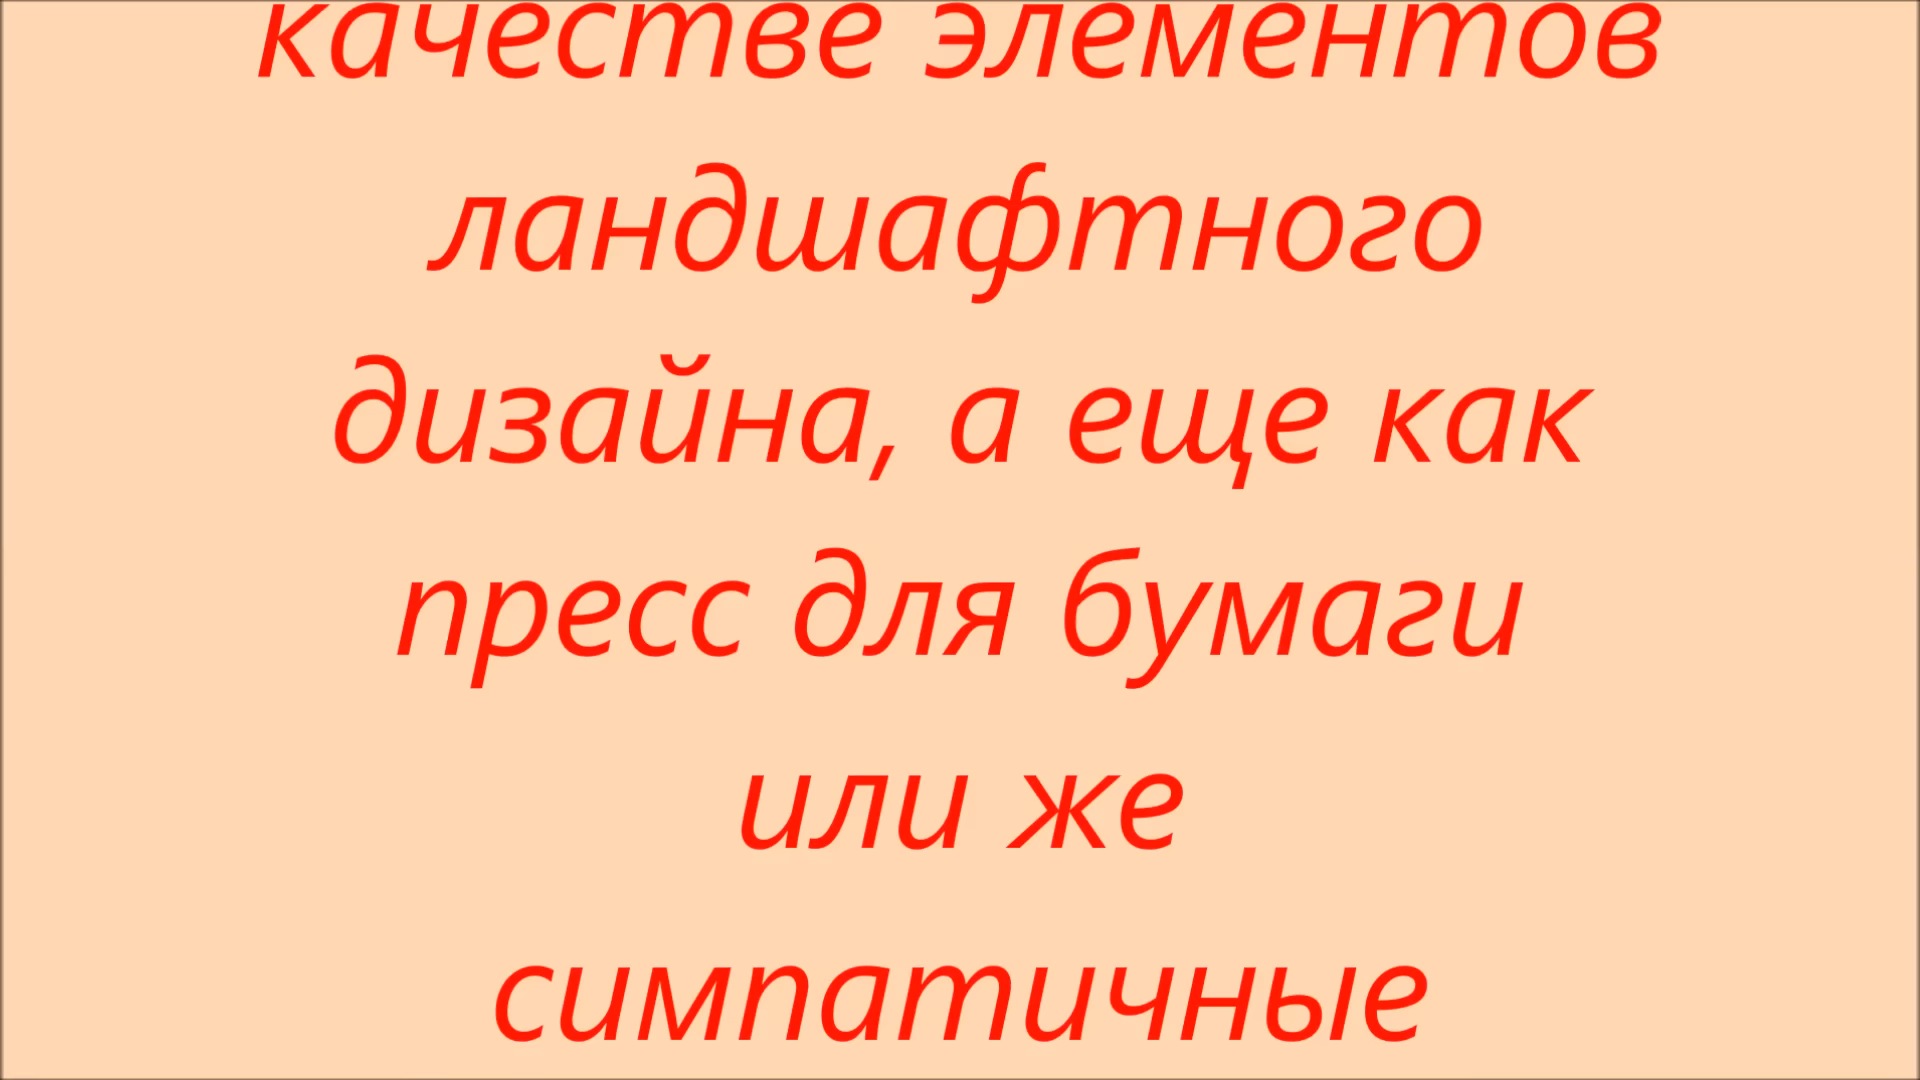 качестве элементов
ландшафтного
дизайна, а еще как
пресс для бумаги
или же
симпатичные